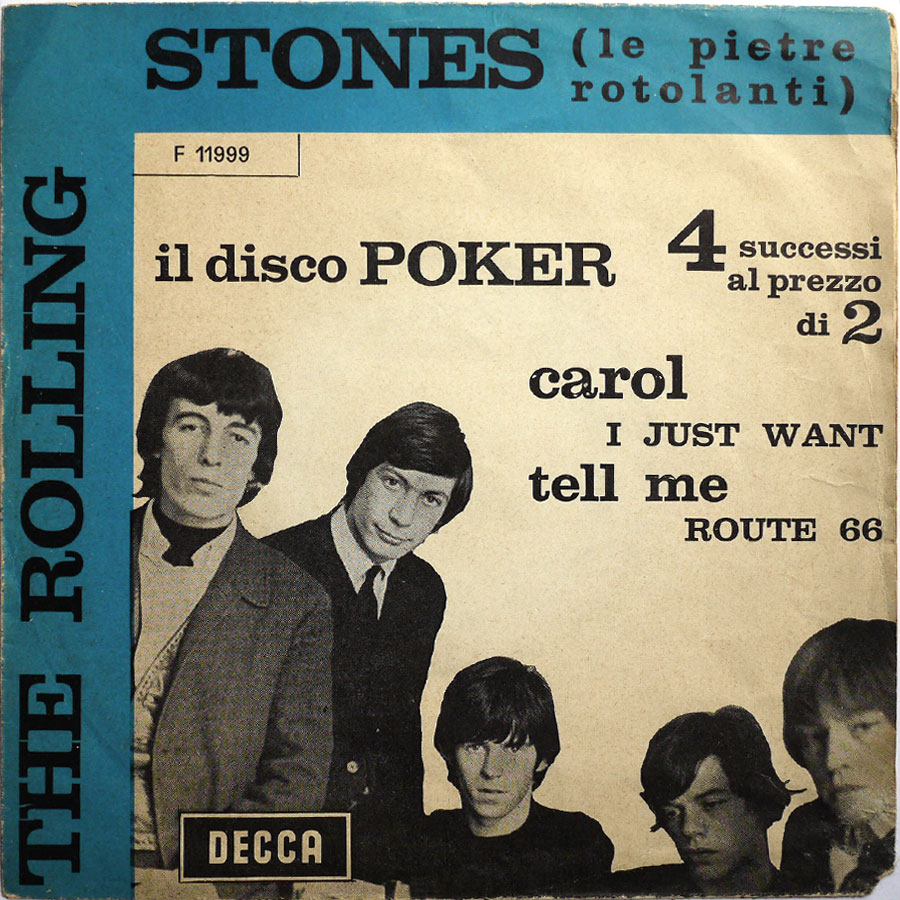 THE ROLLING
STONES
(le pietre
rotolanti)
F 11999
il disco POKER
4 successi
al prezzo
di 2
carol
I JUST WANT
tell me
ROUTE 66
DECCA